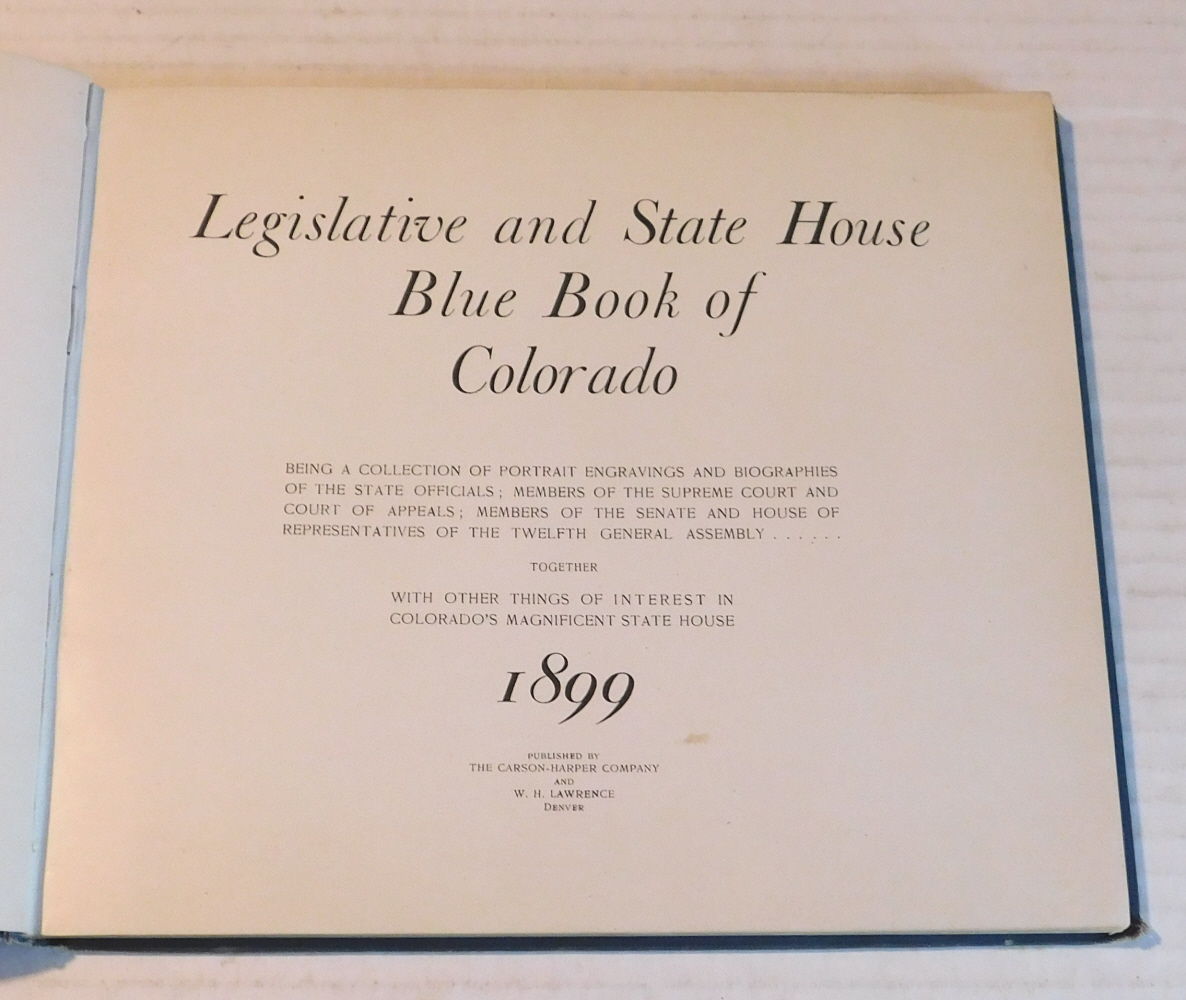 Legislative and State House
Blue Book of
Colorado
BEING A COLLECTION OF PORTRAIT ENGRAVINGS AND BIOGRAPHIES
OF THE STATE OFFICIALS; MEMBERS OF THE SUPREME COURT AND
COURT OF APPEALS; MEMBERS OF THE SENATE AND HOUSE OF
REPRESENTATIVES OF THE TWELFTH GENERAL ASSEMBLY . . . . . .
TOGETHER
WITH OTHER THINGS OF INTEREST IN
COLORADO'S MAGNIFICENT STATE HOUSE
1899
PUBLISHED BY
THE CARSON-HARPER COMPANY
AND
W. H. LAWRENCE
DENVER